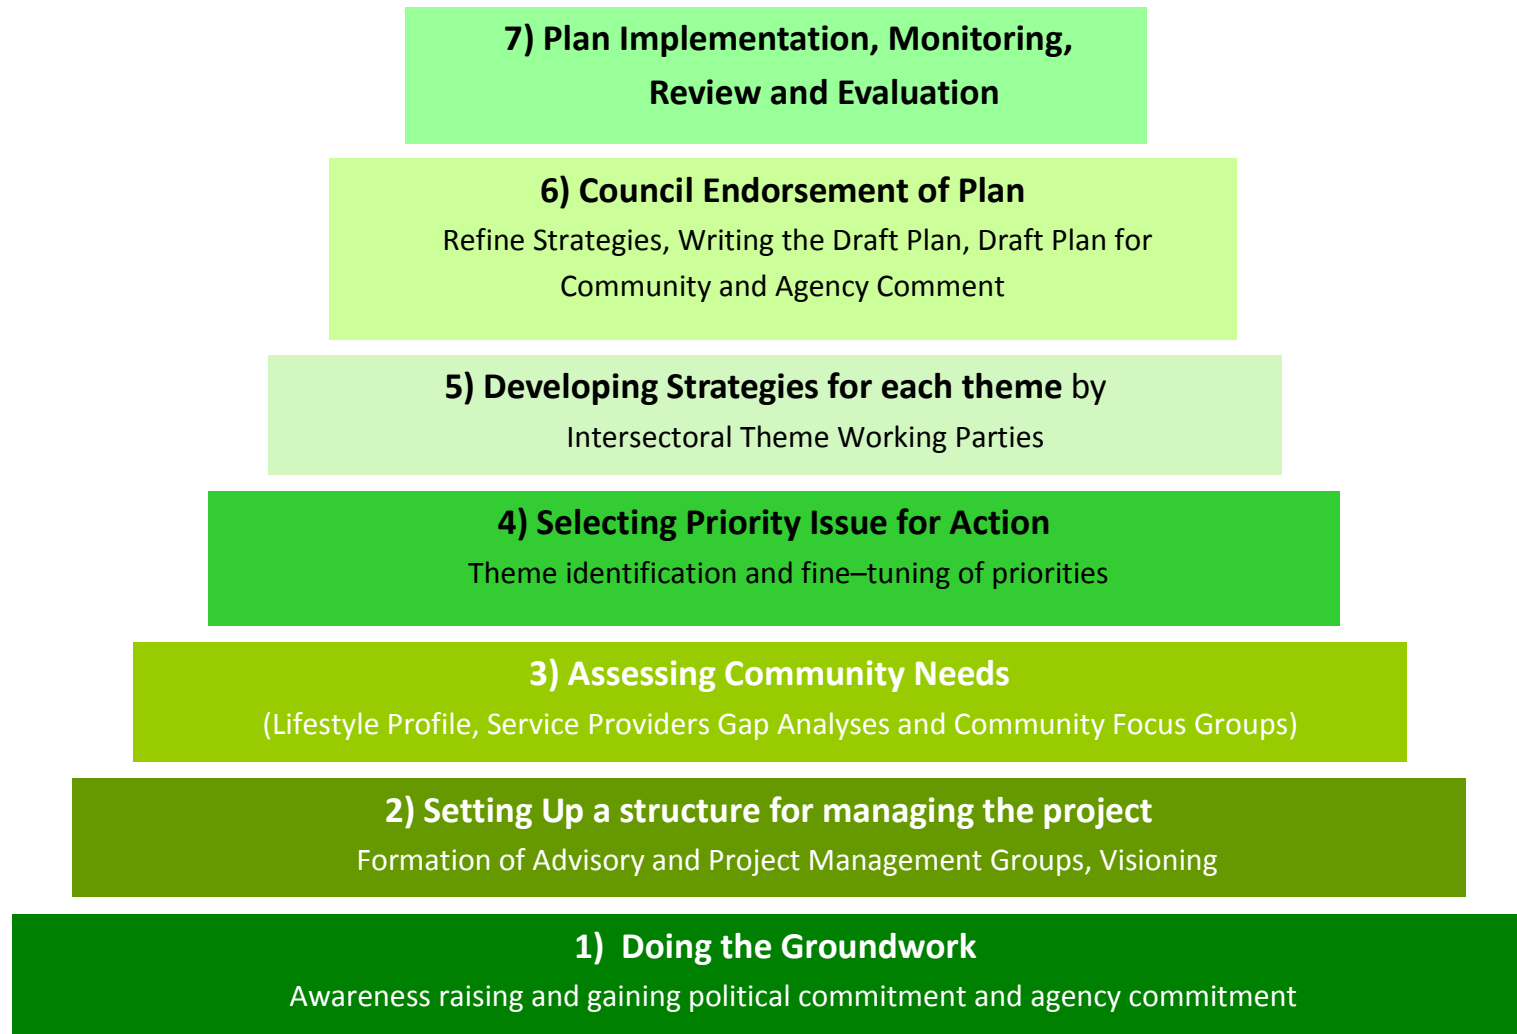 7) Plan Implementation, Monitoring,
Review and Evaluation
6) Council Endorsement of Plan
Refine Strategies, Writing the Draft Plan, Draft Plan for
Community and Agency Comment
5) Developing Strategies for each theme by
Intersectoral Theme Working Parties
4) Selecting Priority Issue for Action
Theme identification and fine–tuning of priorities
3) Assessing Community Needs
(Lifestyle Profile, Service Providers Gap Analyses and Community Focus Groups)
2) Setting Up a structure for managing the project
Formation of Advisory and Project Management Groups, Visioning
1) Doing the Groundwork
Awareness raising and gaining political commitment and agency commitment